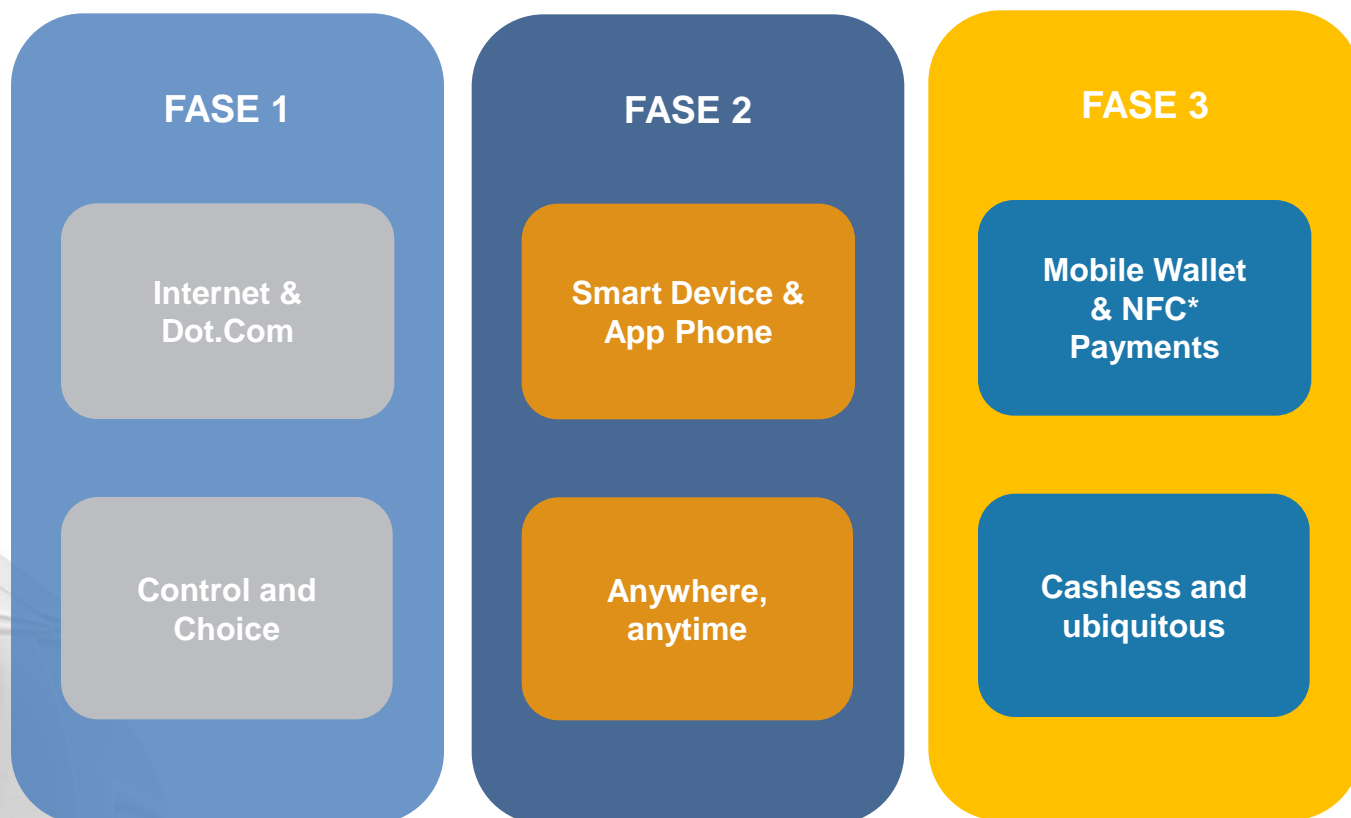 FASE 1
Internet &
Dot.Com
Control and
Choice
FASE 2
Smart Device &
App Phone
Anywhere,
anytime
FASE 3
Mobile Wallet
& NFC*
Payments
Cashless and
ubiquitous